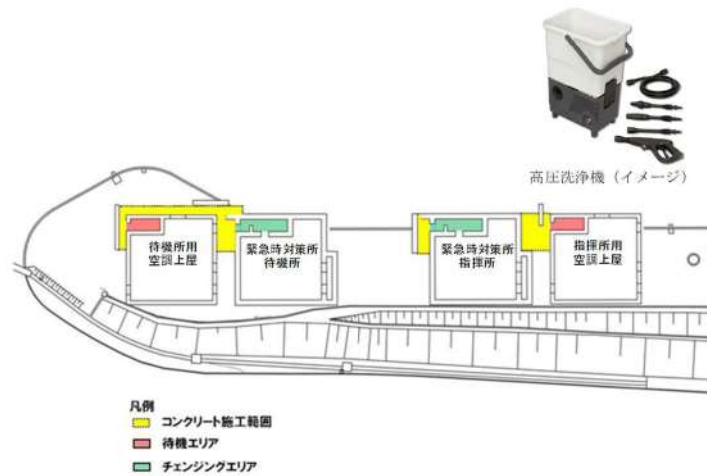 高圧洗浄機（イメージ）
待機所用
空調上屋
緊急時対策所
待機所
緊急時対策所
指揮所
指揮所用
空調上屋
凡例
コンクリート施工範囲
待機エリア
チェンジングエリア